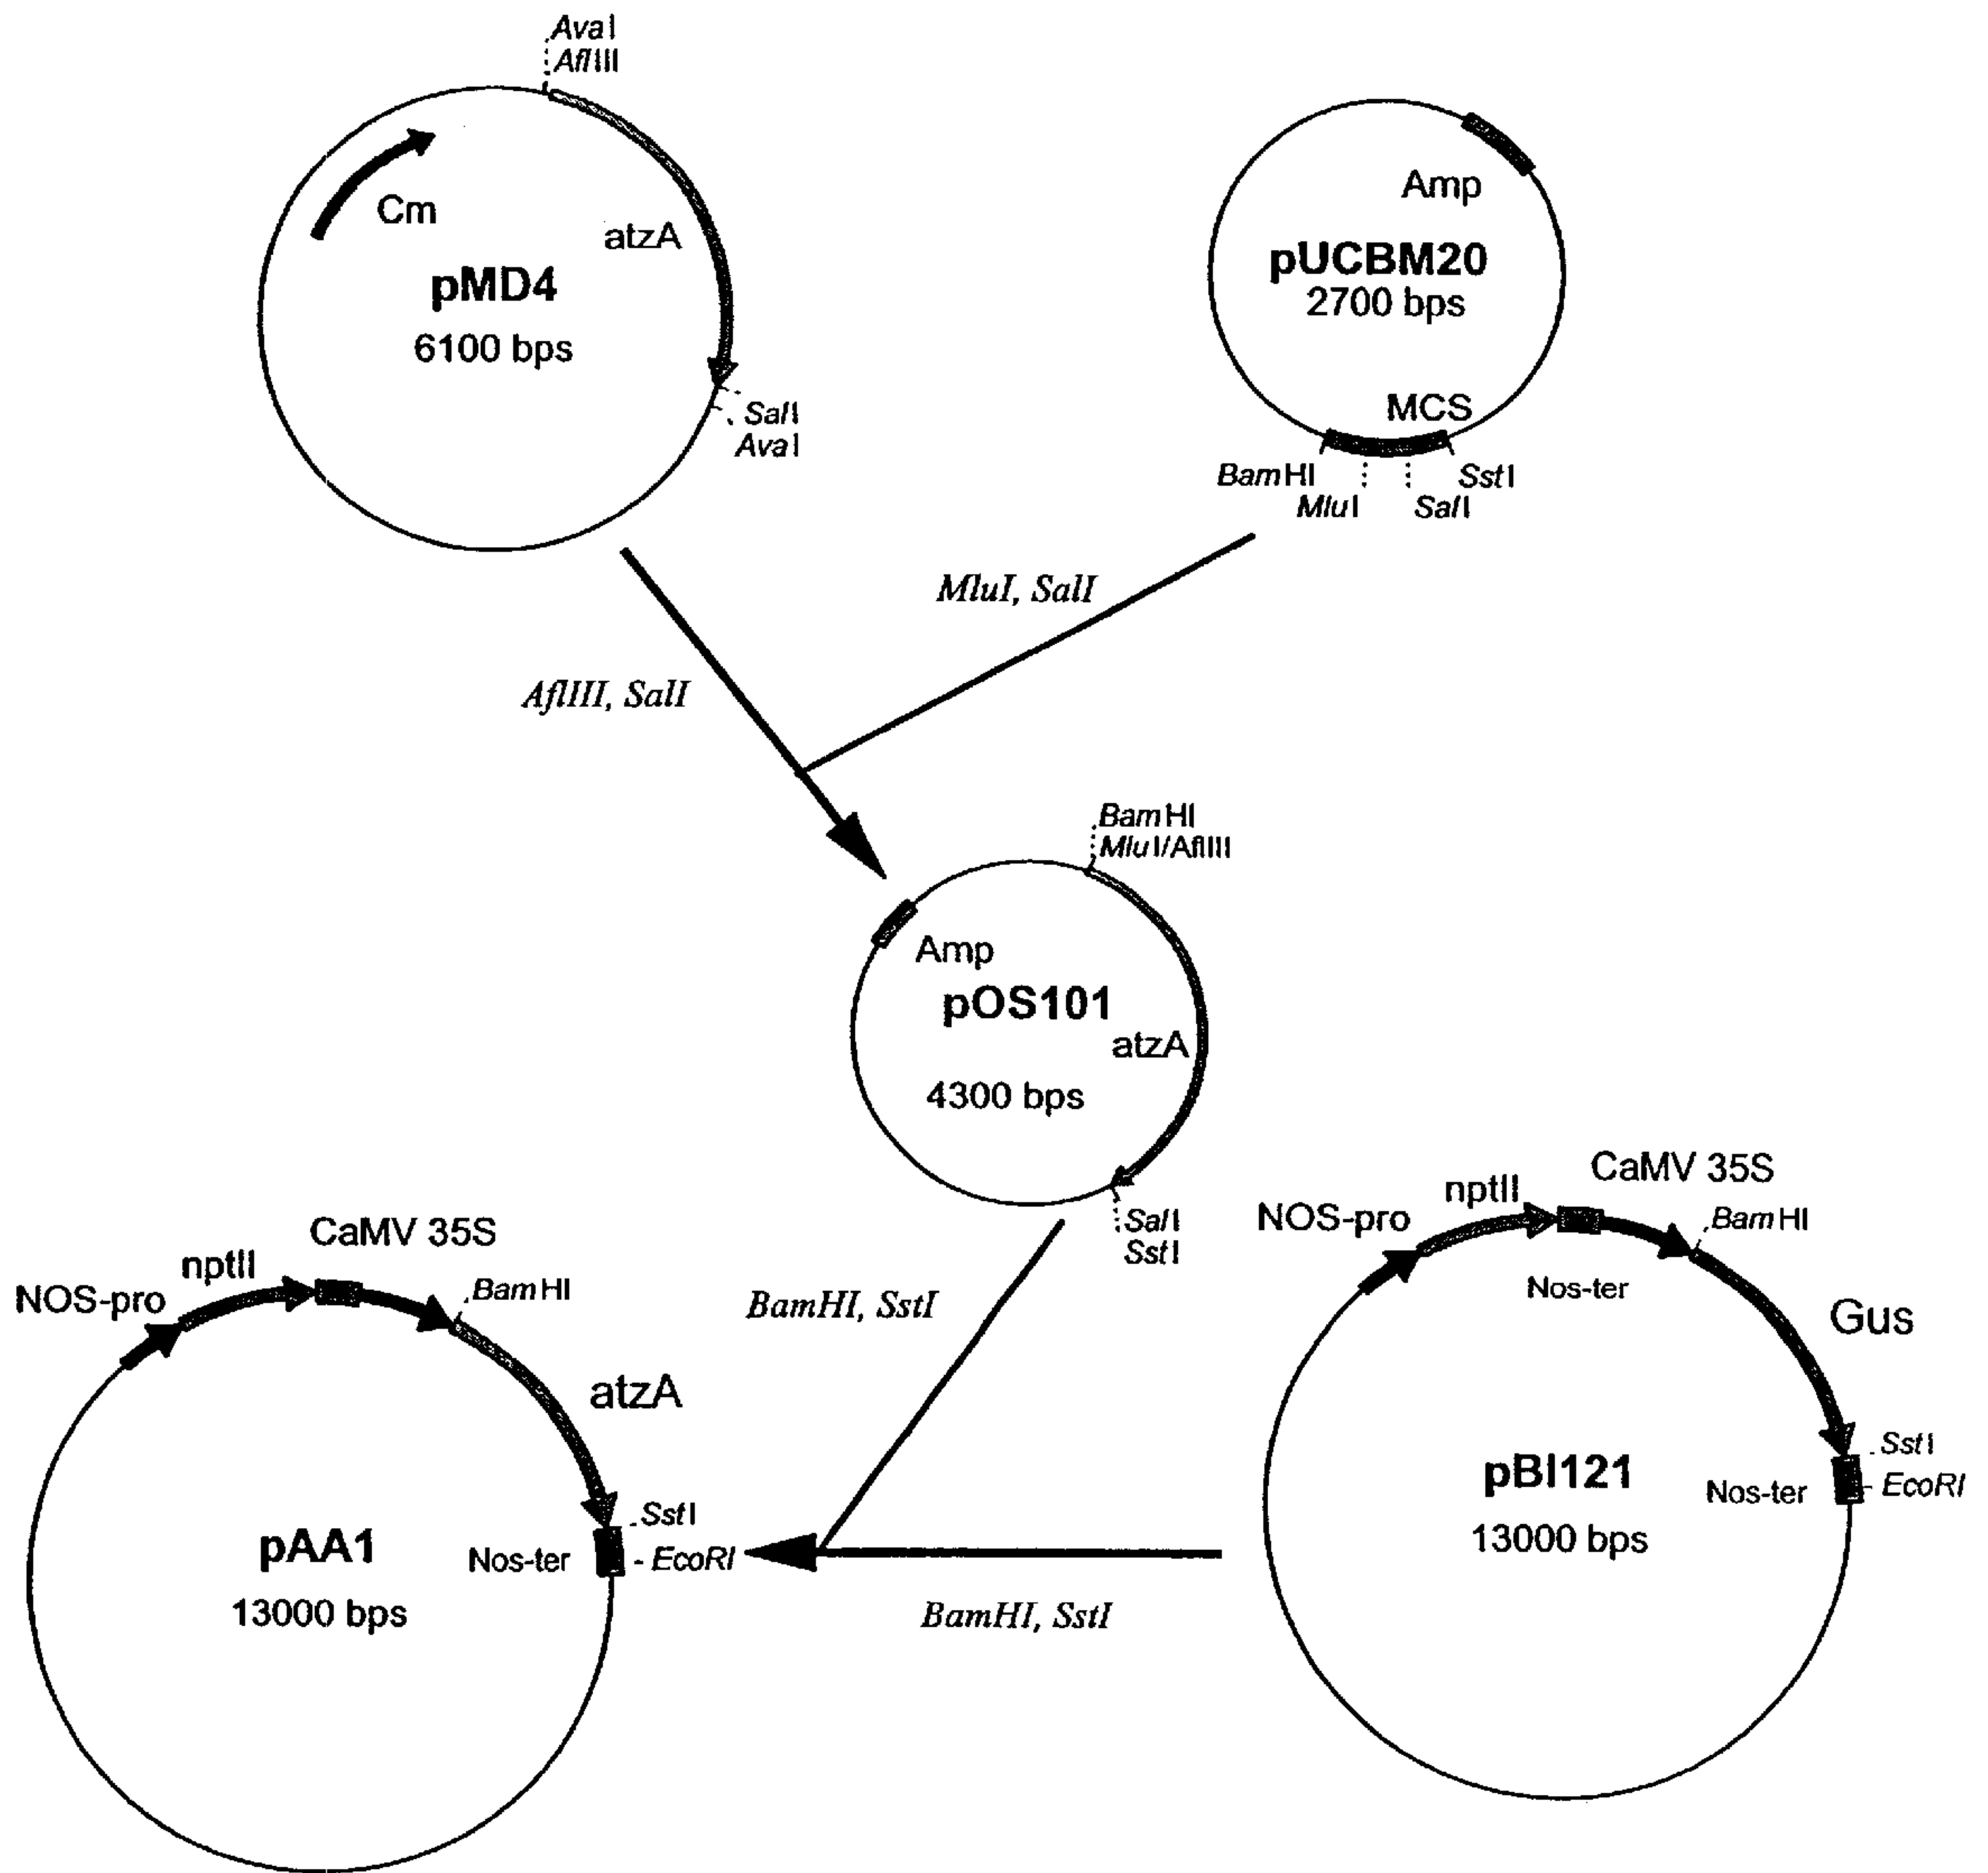 AvaI
AflIII
Cm
atzA
pMD4
6100 bps
SalI
AvaI
Amp
pUCBM20
2700 bps
MCS
BamHI
SstI
MluI
SalI
MluI, SalI
AflIII, SalI
BamHI
MluI/AflIII
Amp
pOS101
atzA
4300 bps
SalI
SstI
CaMV 35S
nptII
NOS-pro
BamHI
atzA
SstI
pAA1
Nos-ter
EcoRI
13000 bps
BamHI, SstI
CaMV 35S
nptII
NOS-pro
BamHI
Nos-ter
Gus
SstI
pBI121
Nos-ter
EcoRI
13000 bps
BamHI, SstI